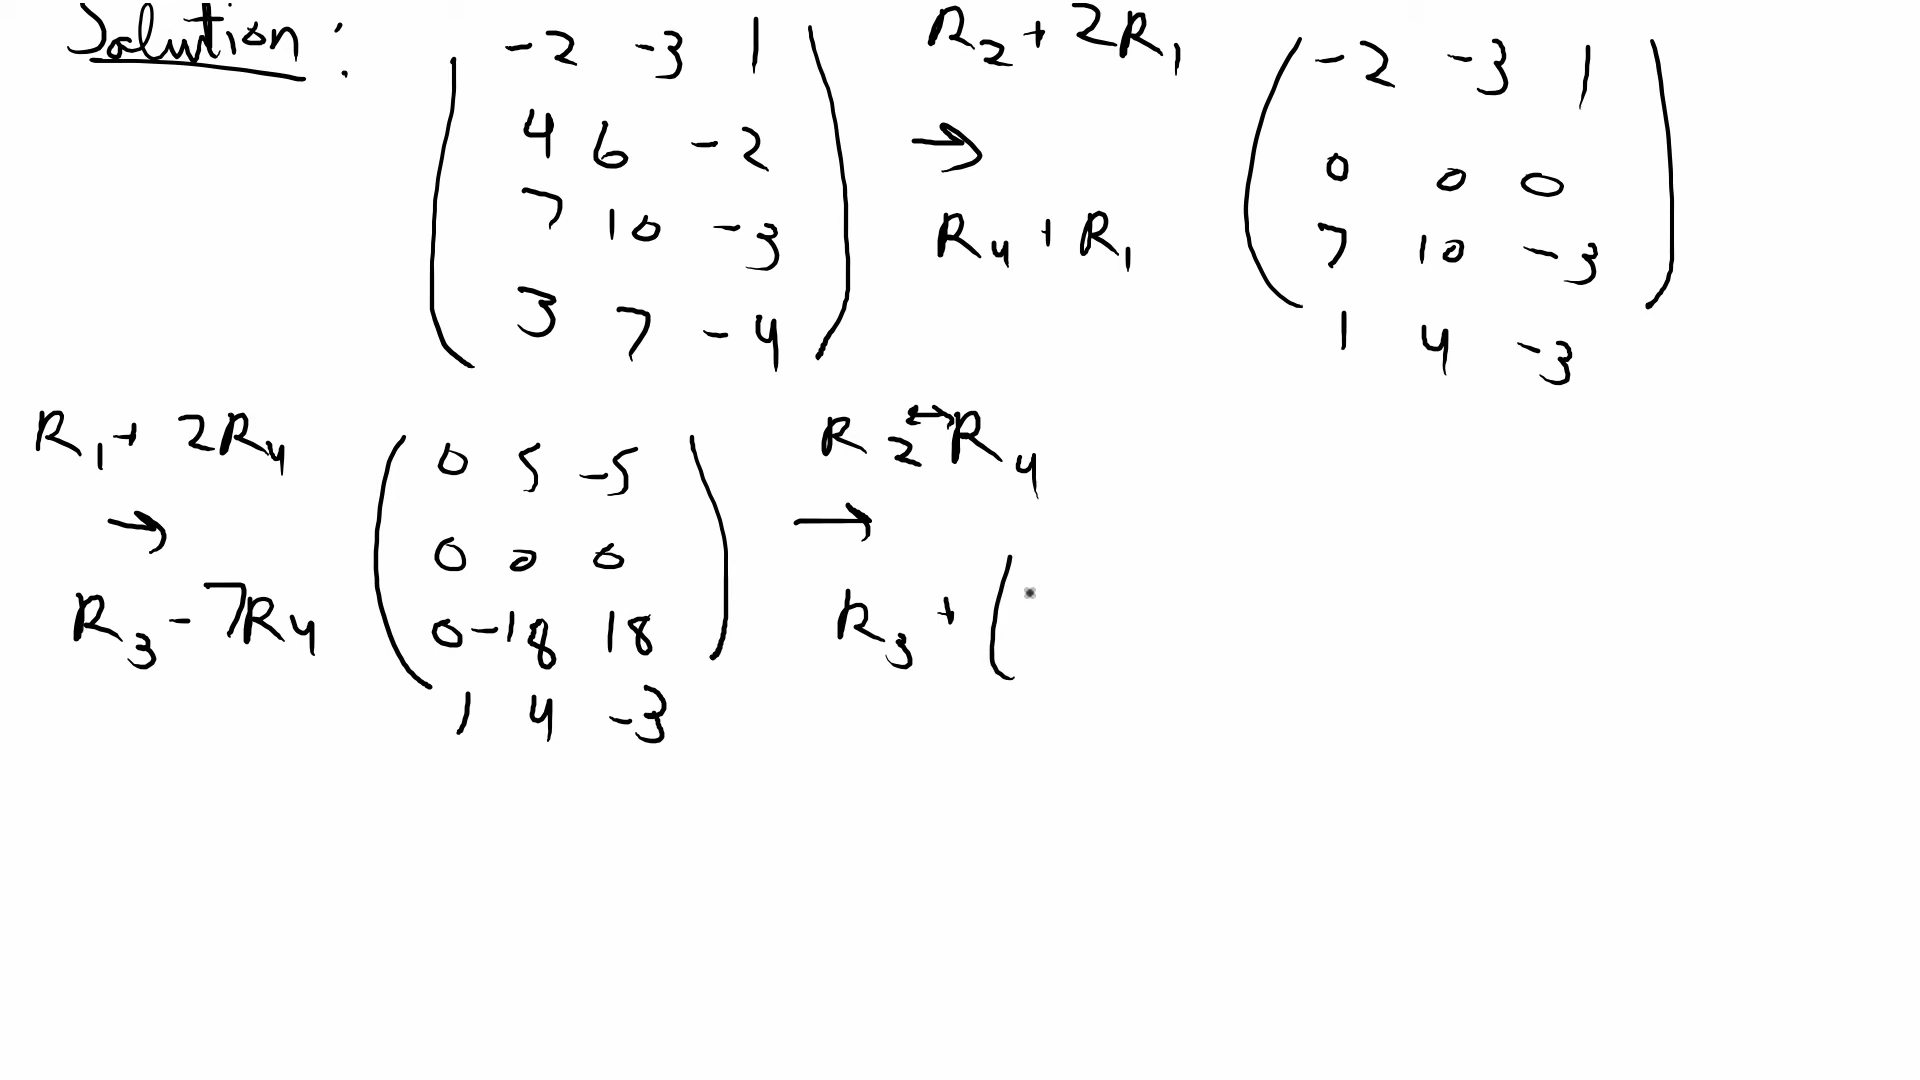 Solution:
( -2 -3 1 ) R₂ + 2R₁ ( -2 -3 1 )
4 6 -2 → 0 0 0
7 10 -3 R₄ + R₁ 7 10 -3
3 7 -4 1 4 -3
R₁ + 2R₄ ( 0 5 -5 ) R₂ ↔ R₄
→ 0 0 0 →
R₃ - 7R₄ 0 -18 18 R₃ + (
1 4 -3